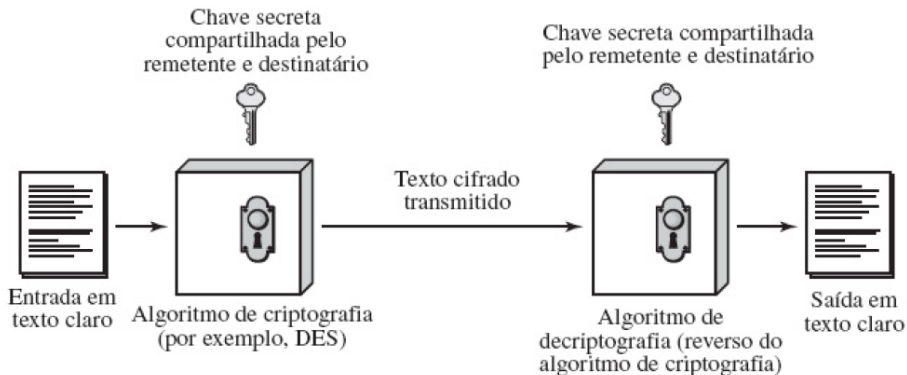 Chave secreta
compartilhada pelo
remetente e destinatário
Chave secreta compartilhada
pelo remetente e destinatário
Texto cifrado
transmitido
Entrada em
texto claro
Algoritmo de criptografia
(por exemplo, DES)
Algoritmo de
decriptografia (reverso do
algoritmo de criptografia)
Saída em
texto claro